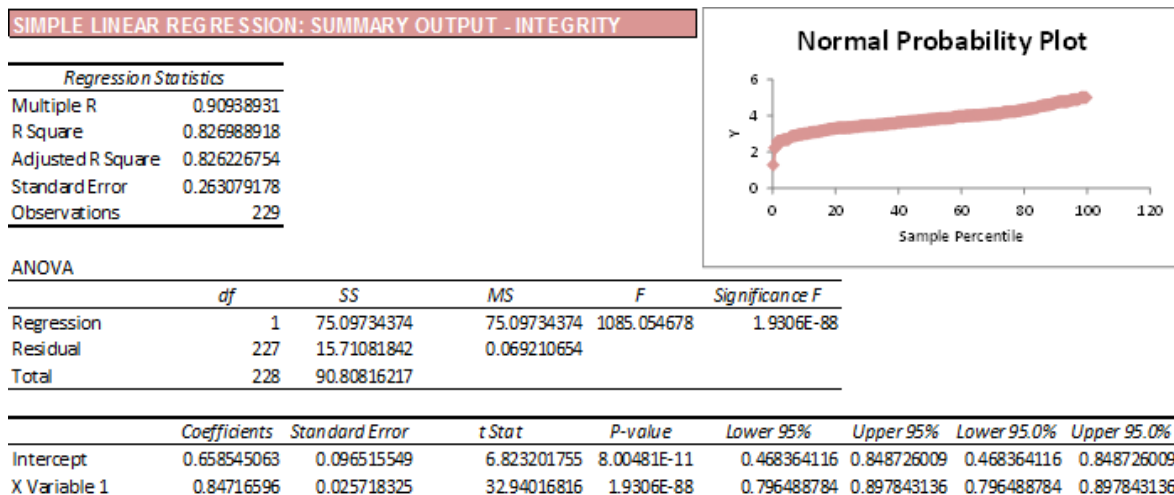 SIMPLE LINEAR REGRESSION: SUMMARY OUTPUT - INTEGRITY
Regression Statistics
Multiple R 0.90938931
R Square 0.826988918
Adjusted R Square 0.826226754
Standard Error 0.263079178
Observations 229
Normal Probability Plot
6
4
2
0
Y
0 20 40 60 80 100 120
Sample Percentile
ANOVA
df SS MS F Significance F
Regression 1 75.09734374 75.09734374 1085.054678 1.9306E-88
Residual 227 15.71081842 0.069210654
Total 228 90.80816217
Coefficients Standard Error t Stat P-value Lower 95% Upper 95% Lower 95.0% Upper 95.0%
Intercept 0.658545063 0.096515549 6.823201755 8.00481E-11 0.468364116 0.848726009 0.468364116 0.848726009
X Variable 1 0.84716596 0.025718325 32.94016816 1.9306E-88 0.796488784 0.897843136 0.796488784 0.897843136